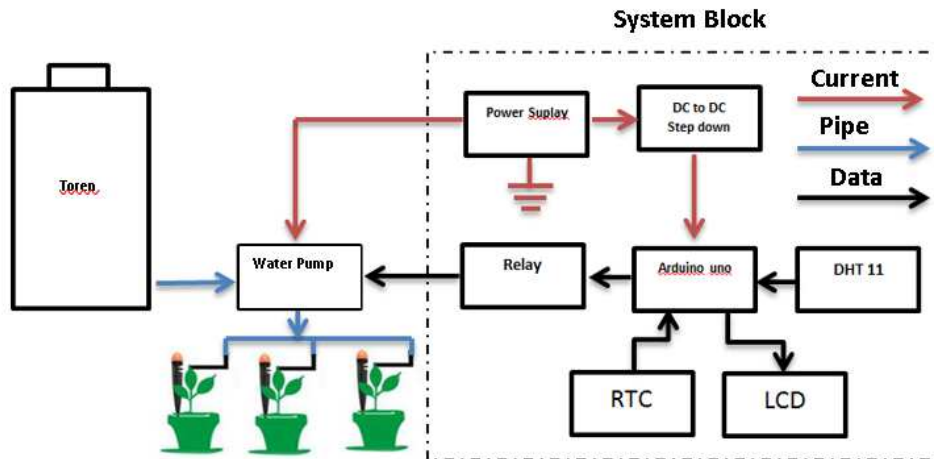 System Block
Toren
Power Suplay
DC to DC
Step down
Current
Pipe
Data
Water Pump
Relay
Arduino uno
DHT 11
RTC
LCD